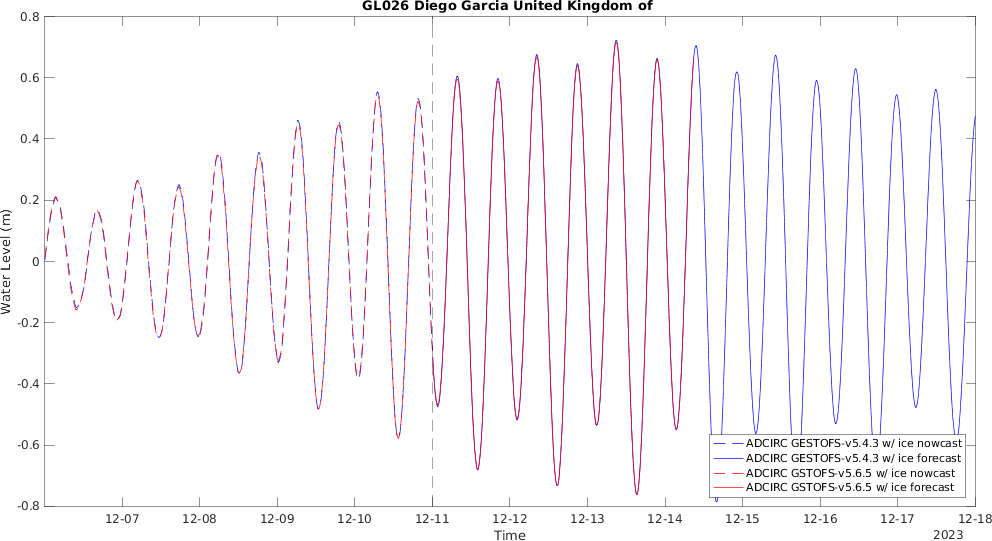 GL026 Diego Garcia United Kingdom of
0.8
0.6
0.4
0.2
0
-0.2
-0.4
-0.6
-0.8
Water Level (m)
ADCIRC GESTOFS-v5.4.3 w/ ice nowcast
ADCIRC GESTOFS-v5.4.3 w/ ice forecast
ADCIRC GSTOFS-v5.6.5 w/ ice nowcast
ADCIRC GSTOFS-v5.6.5 w/ ice forecast
12-07 12-08 12-09 12-10 12-11 12-12 12-13 12-14 12-15 12-16 12-17 12-18
Time
2023